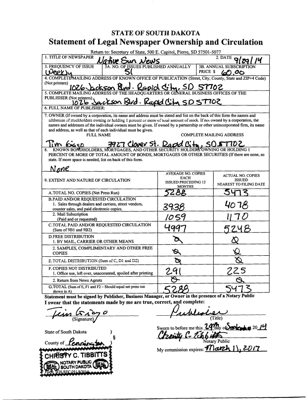 STATE OF SOUTH DAKOTA
Statement of Legal Newspaper Ownership and Circulation
Return to: Secretary of State, 500 E. Capitol, Pierre, SD 57501-5077
1. TITLE OF NEWSPAPER Native Sun News 2. DATE 9/29/14
3. FREQUENCY OF ISSUE Weekly
3A. NO. OF ISSUES PUBLISHED ANNUALLY 51
3B. ANNUAL SUBSCRIPTION PRICE $ 60.00
4. COMPLETE MAILING ADDRESS OF KNOWN OFFICE OF PUBLICATION (Street, City, County, State and ZIP+4 Code) (Not printers)
1026 Jackson Blvd. Rapid City, SD 57702
5. COMPLETE MAILING ADDRESS OF THE HEADQUARTERS OR GENERAL BUSINESS OFFICES OF THE PUBLISHER (Not printers)
1026 Jackson Blvd. Rapid City SD 57702
6. FULL NAME OF PUBLISHER:
7. OWNER (If owned by a corporation, its name and address must be stated and list on the back of this form the names and
addresses of stockholders owning or holding 1 percent or more of total amount of stock. If not owned by a corporation, the
names and addresses of the individual owners must be given. If owned by a partnership or other unincorporated firm, its name
and address, as well as that of each individual must be given.
FULL NAME COMPLETE MAILING ADDRESS
Tim Giago Rapid City, SD 57702
8. KNOWN BONDHOLDERS, MORTGAGES, AND OTHER SECURITY HOLDERS OWNING OR HOLDING 1
PERCENT OR MORE OF TOTAL AMOUNT OF BONDS, MORTGAGES OR OTHER SECURITIES (If there are none, so
state. If more space is needed, list on back of this form.
None
9. EXTENT AND NATURE OF CIRCULATION
AVERAGE NO. COPIES EACH ISSUED PRECEDING 12 MONTHS
ACTUAL NO. COPIES ISSUED NEAREST TO FILING DATE
A. TOTAL NO. COPIES (Net Press Run) 5288 5473
B. PAID AND/OR REQUESTED CIRCULATION
1. Sales through dealers and carriers, street vendors, counter sales, and paid electronic copies. 3938 4078
2. Mail Subscription (Paid and or requested) 1059 1170
C. TOTAL PAID AND/OR REQUESTED CIRCULATION (Sum of 9B1 and 9B2) 4997 5248
D. FREE DISTRIBUTION
1. BY MAIL, CARRIER OR OTHER MEANS 0
2. SAMPLES, COMPLIMENTARY AND OTHER FREE COPIES 0 0
E. TOTAL DISTRIBUTION (Sum of C, D1 and D2) 0 0
F. COPIES NOT DISTRIBUTED
1. Office use, left over, unaccounted, spoiled after printing 291 225
2. Return from News Agents 0 0
G. TOTAL (Sum of E, F1 and F2 - Should equal net press run shown in A) 5288 5473
Statement must be signed by Publisher, Business Manager, or Owner in the presence of a Notary Public
I swear that the statements made by me are true, correct, and complete:
Tim Giago Publisher
(Signature) (Title)
State of South Dakota )
County of Pennington )
Sworn to before me this 29th September 20 14
Christy C. Tibbitts
Notary Public
My commission expires: March 11, 2017
CHRISTY C. TIBBITTS
NOTARY PUBLIC
SOUTH DAKOTA